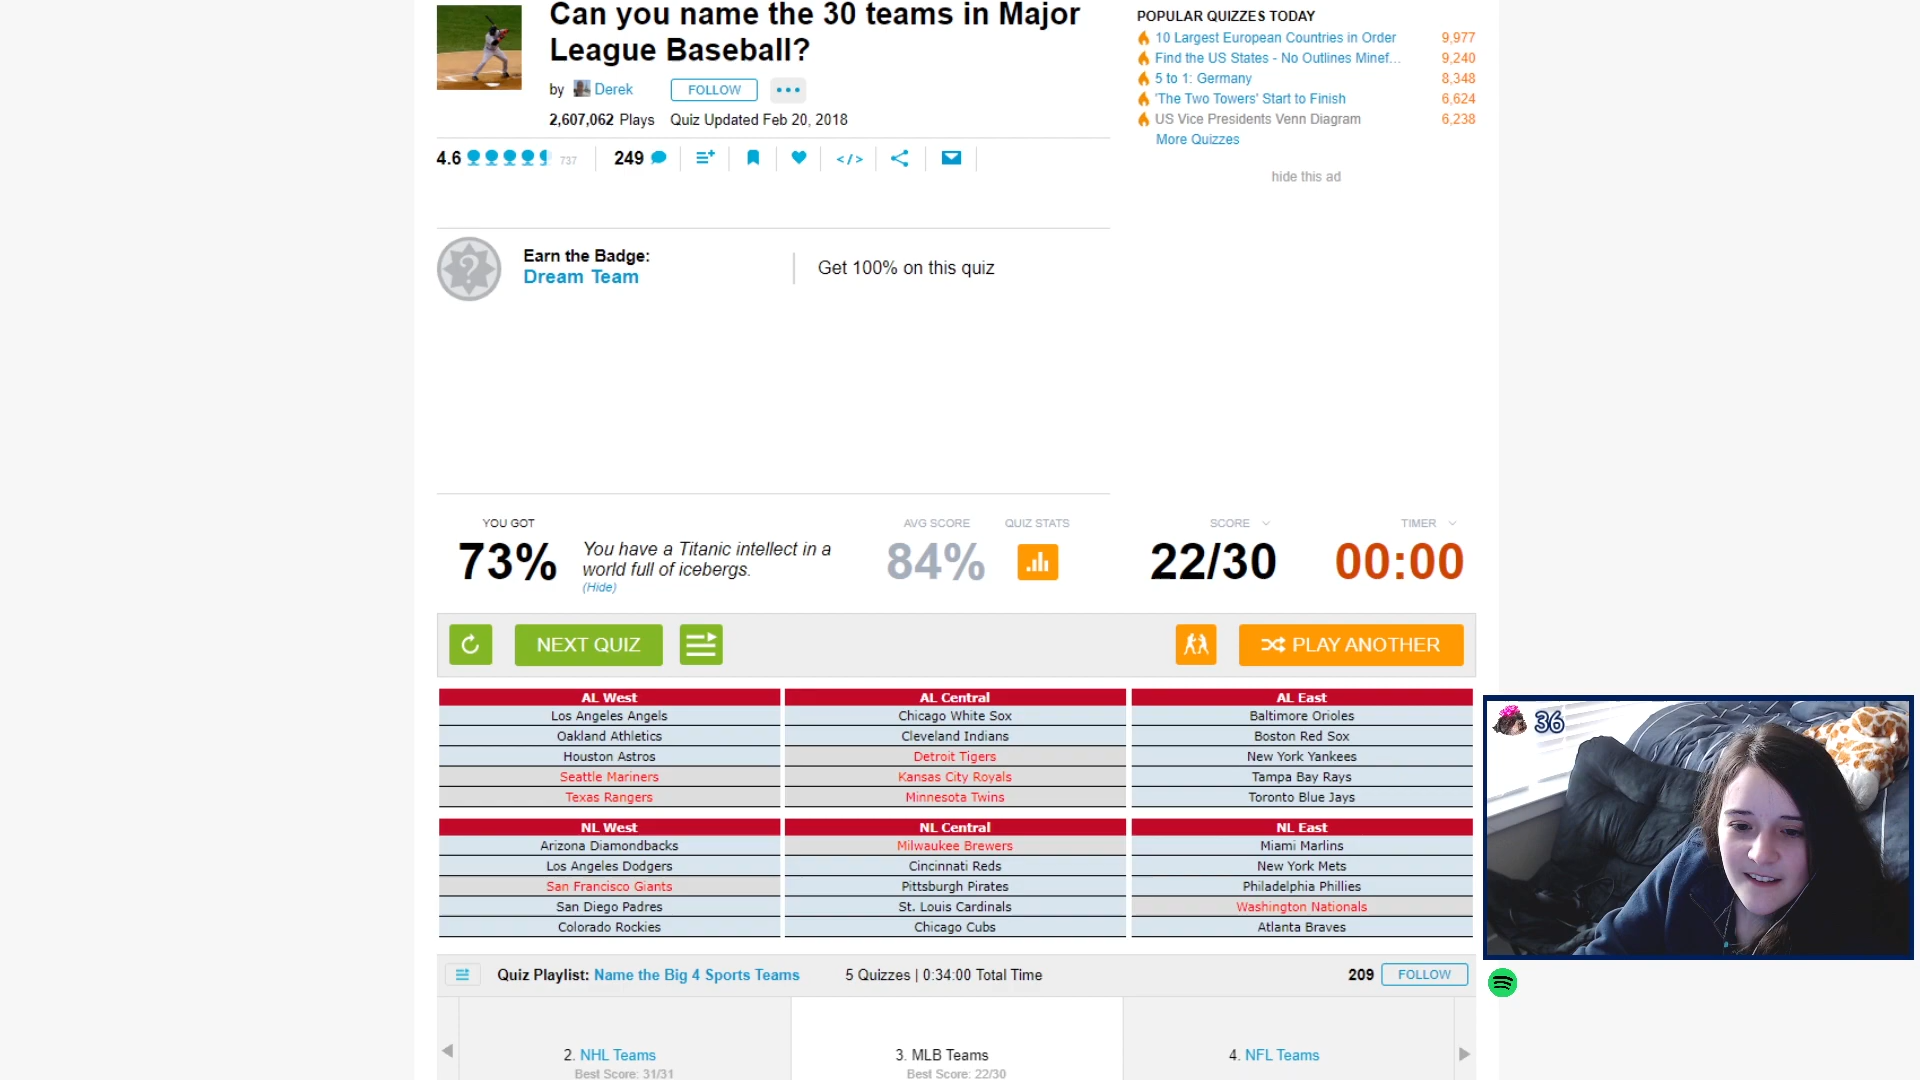 Can you name the 30 teams in Major
League Baseball?
by Derek FOLLOW
2,607,062 Plays Quiz Updated Feb 20, 2018
4.6 737 249 </>
POPULAR QUIZZES TODAY
10 Largest European Countries in Order 9,977
Find the US States - No Outlines Minef... 9,240
5 to 1: Germany 8,348
'The Two Towers' Start to Finish 6,624
US Vice Presidents Venn Diagram 6,238
More Quizzes
hide this ad
Earn the Badge:
Dream Team
Get 100% on this quiz
YOU GOT
73%
You have a Titanic intellect in a
world full of icebergs.
(Hide)
AVG SCORE
84%
QUIZ STATS
SCORE
22/30
TIMER
00:00
NEXT QUIZ
PLAY ANOTHER
AL West
Los Angeles Angels
Oakland Athletics
Houston Astros
Seattle Mariners
Texas Rangers
AL Central
Chicago White Sox
Cleveland Indians
Detroit Tigers
Kansas City Royals
Minnesota Twins
AL East
Baltimore Orioles
Boston Red Sox
New York Yankees
Tampa Bay Rays
Toronto Blue Jays
NL West
Arizona Diamondbacks
Los Angeles Dodgers
San Francisco Giants
San Diego Padres
Colorado Rockies
NL Central
Milwaukee Brewers
Cincinnati Reds
Pittsburgh Pirates
St. Louis Cardinals
Chicago Cubs
NL East
Miami Marlins
New York Mets
Philadelphia Phillies
Washington Nationals
Atlanta Braves
36
Quiz Playlist: Name the Big 4 Sports Teams 5 Quizzes | 0:34:00 Total Time 209 FOLLOW
2. NHL Teams
Best Score: 31/31
3. MLB Teams
Best Score: 22/30
4. NFL Teams